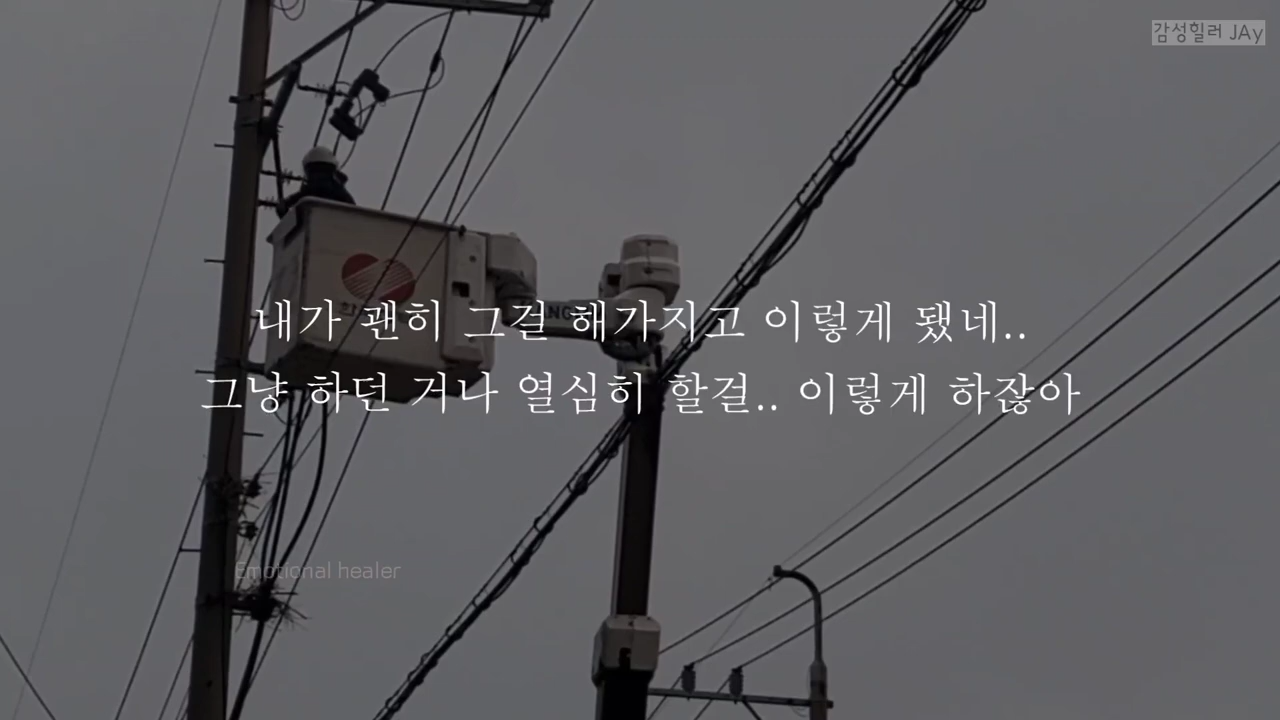 감성힐러 JAy
내가 괜히 그걸 해가지고 이렇게 됐네..
그냥 하던 거나 열심히 할걸.. 이렇게 하잖아
Emotional healer